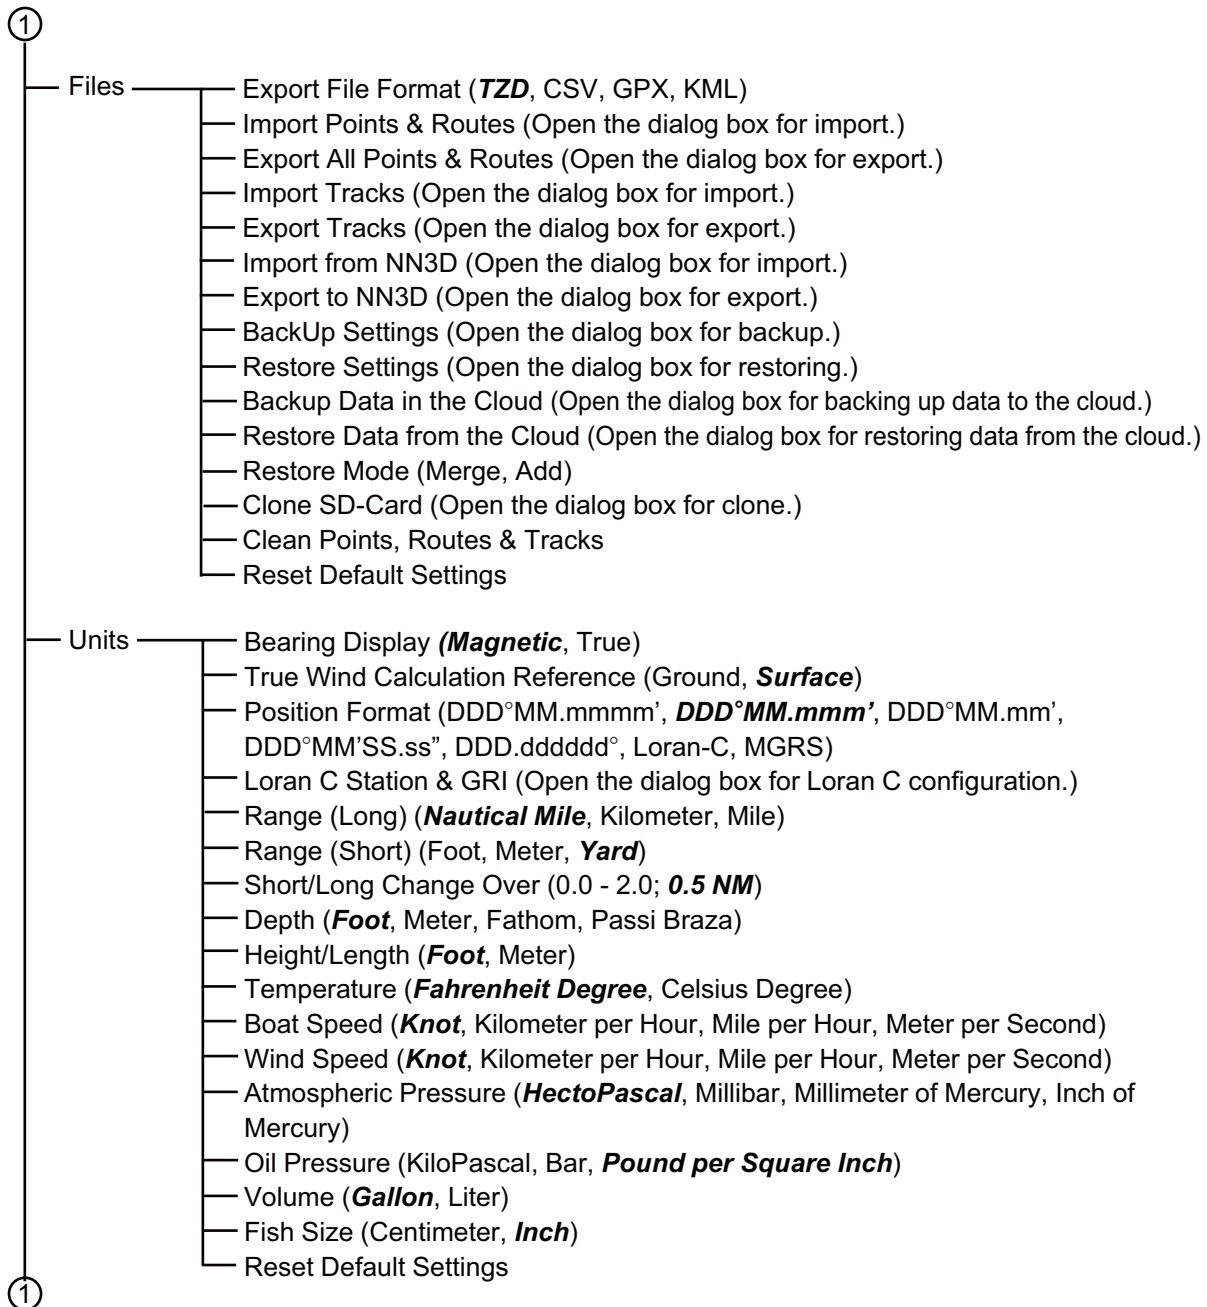 1
Files
Export File Format (TZD, CSV, GPX, KML)
Import Points & Routes (Open the dialog box for import.)
Export All Points & Routes (Open the dialog box for export.)
Import Tracks (Open the dialog box for import.)
Export Tracks (Open the dialog box for export.)
Import from NN3D (Open the dialog box for import.)
Export to NN3D (Open the dialog box for export.)
BackUp Settings (Open the dialog box for backup.)
Restore Settings (Open the dialog box for restoring.)
Backup Data in the Cloud (Open the dialog box for backing up data to the cloud.)
Restore Data from the Cloud (Open the dialog box for restoring data from the cloud.)
Restore Mode (Merge, Add)
Clone SD-Card (Open the dialog box for clone.)
Clean Points, Routes & Tracks
Reset Default Settings
Units
Bearing Display (Magnetic, True)
True Wind Calculation Reference (Ground, Surface)
Position Format (DDD°MM.mmmm’, DDD°MM.mmm’, DDD°MM.mm’,
DDD°MM’SS.ss”, DDD.dddddd°, Loran-C, MGRS)
Loran C Station & GRI (Open the dialog box for Loran C configuration.)
Range (Long) (Nautical Mile, Kilometer, Mile)
Range (Short) (Foot, Meter, Yard)
Short/Long Change Over (0.0 - 2.0; 0.5 NM)
Depth (Foot, Meter, Fathom, Passi Braza)
Height/Length (Foot, Meter)
Temperature (Fahrenheit Degree, Celsius Degree)
Boat Speed (Knot, Kilometer per Hour, Mile per Hour, Meter per Second)
Wind Speed (Knot, Kilometer per Hour, Mile per Hour, Meter per Second)
Atmospheric Pressure (HectoPascal, Millibar, Millimeter of Mercury, Inch of
Mercury)
Oil Pressure (KiloPascal, Bar, Pound per Square Inch)
Volume (Gallon, Liter)
Fish Size (Centimeter, Inch)
Reset Default Settings
1